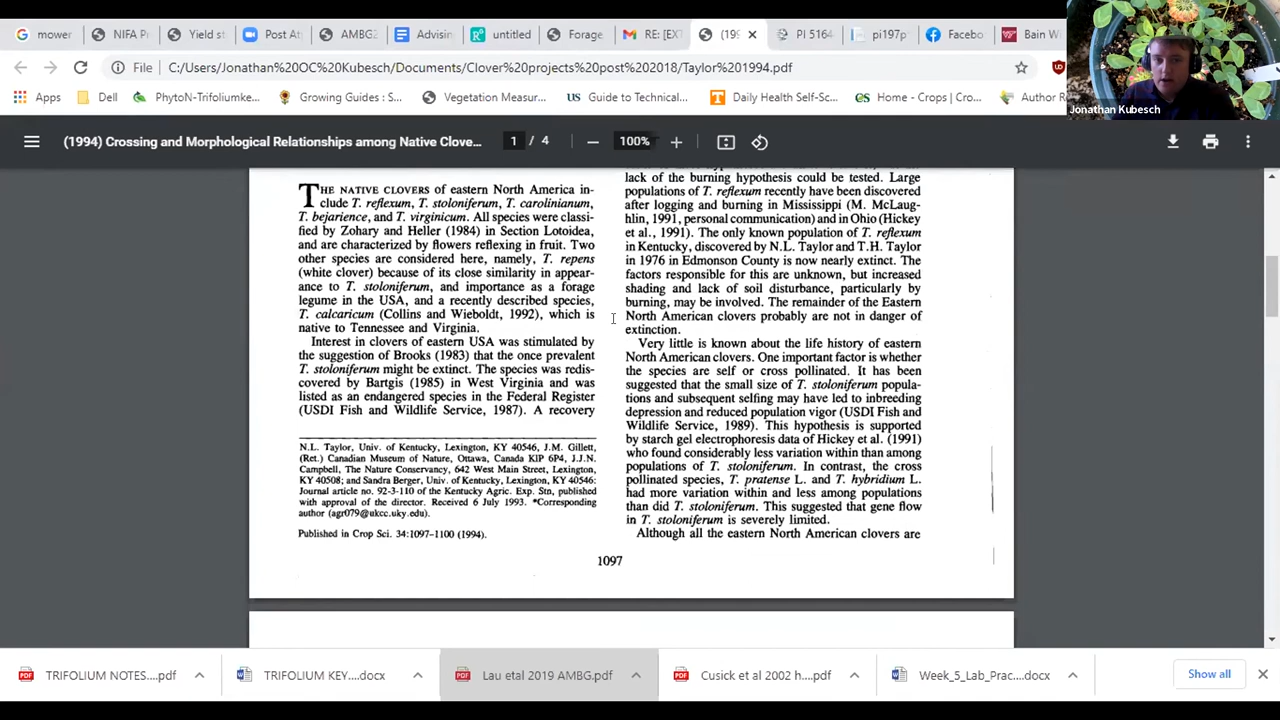 mower
NIFA Pr
Yield st
Post A
AMBG2
Advisin
untitled
Forage
RE: [EXT
(199
PI 5164
pi197p
Facebo
Bain Wi
File
C:/Users/Jonathan%20OC%20Kubesch/Documents/Clover%20projects%20post%202018/Taylor%201994.pdf
Apps
Dell
PhytoN-Trifoliumke...
Growing Guides : S...
Vegetation Measur...
US Guide to Technical...
Daily Health Self-Sc...
Home - Crops | Cro...
Author R
Jonathan Kubesch
(1994) Crossing and Morphological Relationships among Native Clove...
1 / 4
100%
THE NATIVE CLOVERS of eastern North America in-
clude T. reflexum, T. stoloniferum, T. carolinianum,
T. bejarience, and T. virginicum. All species were classi-
fied by Zohary and Heller (1984) in Section Lotoidea,
and are characterized by flowers reflexing in fruit. Two
other species are considered here, namely, T. repens
(white clover) because of its close similarity in appear-
ance to T. stoloniferum, and importance as a forage
legume in the USA, and a recently described species,
T. calcaricum (Collins and Wieboldt, 1992), which is
native to Tennessee and Virginia.
Interest in clovers of eastern USA was stimulated by
the suggestion of Brooks (1983) that the once prevalent
T. stoloniferum might be extinct. The species was redis-
covered by Bartgis (1985) in West Virginia and was
listed as an endangered species in the Federal Register
(USDI Fish and Wildlife Service, 1987). A recovery
N.L. Taylor, Univ. of Kentucky, Lexington, KY 40546, J.M. Gillett,
(Ret.) Canadian Museum of Nature, Ottawa, Canada KIP 6P4, J.J.N.
Campbell, The Nature Conservancy, 642 West Main Street, Lexington,
KY 40508; and Sandra Berger, Univ. of Kentucky, Lexington, KY 40546:
Journal article no. 92-3-110 of the Kentucky Agric. Exp. Stn, published
with approval of the director. Received 6 July 1993. *Corresponding
author (agr079@ukcc.uky.edu).
Published in Crop Sci. 34:1097-1100 (1994).
lack of the burning hypothesis could be tested. Large
populations of T. reflexum recently have been discovered
after logging and burning in Mississippi (M. McLaug-
hlin, 1991, personal communication) and in Ohio (Hickey
et al., 1991). The only known population of T. reflexum
in Kentucky, discovered by N.L. Taylor and T.H. Taylor
in 1976 in Edmonson County is now nearly extinct. The
factors responsible for this are unknown, but increased
shading and lack of soil disturbance, particularly by
burning, may be involved. The remainder of the Eastern
North American clovers probably are not in danger of
extinction.
Very little is known about the life history of eastern
North American clovers. One important factor is whether
the species are self or cross pollinated. It has been
suggested that the small size of T. stoloniferum popula-
tions and subsequent selfing may have led to inbreeding
depression and reduced population vigor (USDI Fish and
Wildlife Service, 1989). This hypothesis is supported
by starch gel electrophoresis data of Hickey et al. (1991)
who found considerably less variation within than among
populations of T. stoloniferum. In contrast, the cross
pollinated species, T. pratense L. and T. hybridium L.
had more variation within and less among populations
than did T. stoloniferum. This suggested that gene flow
in T. stoloniferum is severely limited.
Although all the eastern North American clovers are
1097
TRIFOLIUM NOTES....pdf
TRIFOLIUM KEY....docx
Lau etal 2019 AMBG.pdf
Cusick et al 2002 h....pdf
Week_5_Lab_Prac....docx
Show all